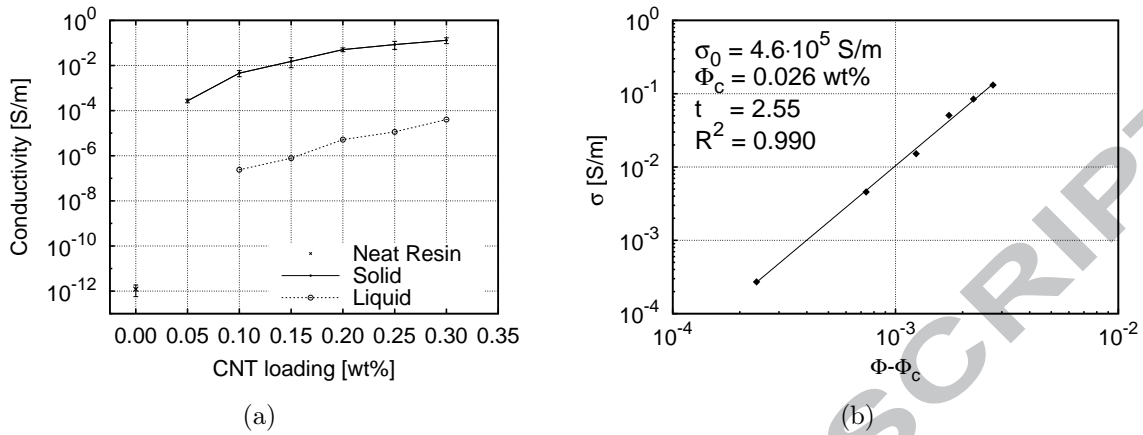 10^0
10^-2
10^-4
10^-6
10^-8
10^-10
10^-12
Conductivity [S/m]
Neat Resin
Solid
Liquid
0.00 0.05 0.10 0.15 0.20 0.25 0.30 0.35
CNT loading [wt%]
(a)
10^0
10^-1
10^-2
10^-3
10^-4
σ [S/m]
σ_0 = 4.6·10^5 S/m
Φ_c = 0.026 wt%
t = 2.55
R^2 = 0.990
10^-4 10^-3 10^-2
Φ-Φ_c
(b)
SCRIPT